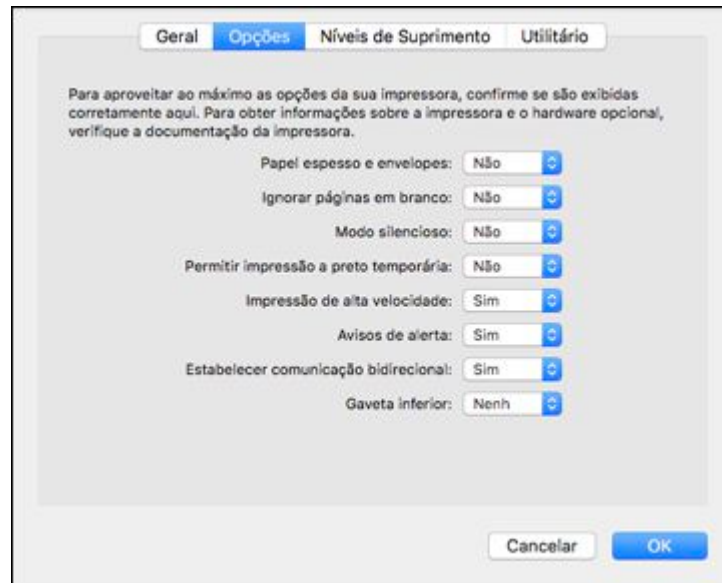 Geral Opções Níveis de Suprimento Utilitário
Para aproveitar ao máximo as opções da sua impressora, confirme se são exibidas
corretamente aqui. Para obter informações sobre a impressora e o hardware opcional,
verifique a documentação da impressora.
Papel espesso e envelopes: Não
Ignorar páginas em branco: Não
Modo silencioso: Não
Permitir impressão a preto temporária: Não
Impressão de alta velocidade: Sim
Avisos de alerta: Sim
Estabelecer comunicação bidirecional: Sim
Gaveta inferior: Nenh
Cancelar OK